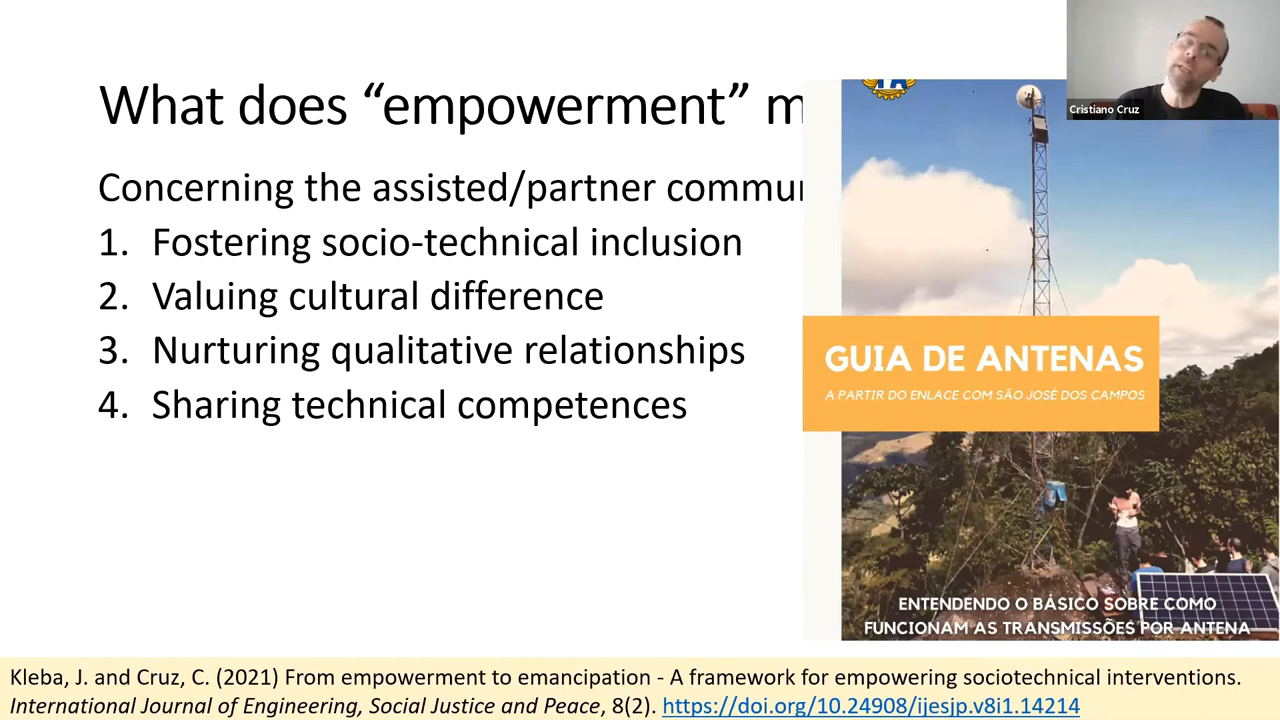 What does “empowerment” m
Concerning the assisted/partner commun
1. Fostering socio-technical inclusion
2. Valuing cultural difference
3. Nurturing qualitative relationships
4. Sharing technical competences
Cristiano Cruz
GUIA DE ANTENAS
A PARTIR DO ENLACE COM SÃO JOSÉ DOS CAMPOS
ENTENDENDO O BÁSICO SOBRE COMO
FUNCIONAM AS TRANSMISSÕES POR ANTENA
Kleba, J. and Cruz, C. (2021) From empowerment to emancipation - A framework for empowering sociotechnical interventions.
International Journal of Engineering, Social Justice and Peace, 8(2). https://doi.org/10.24908/ijesjp.v8i1.14214